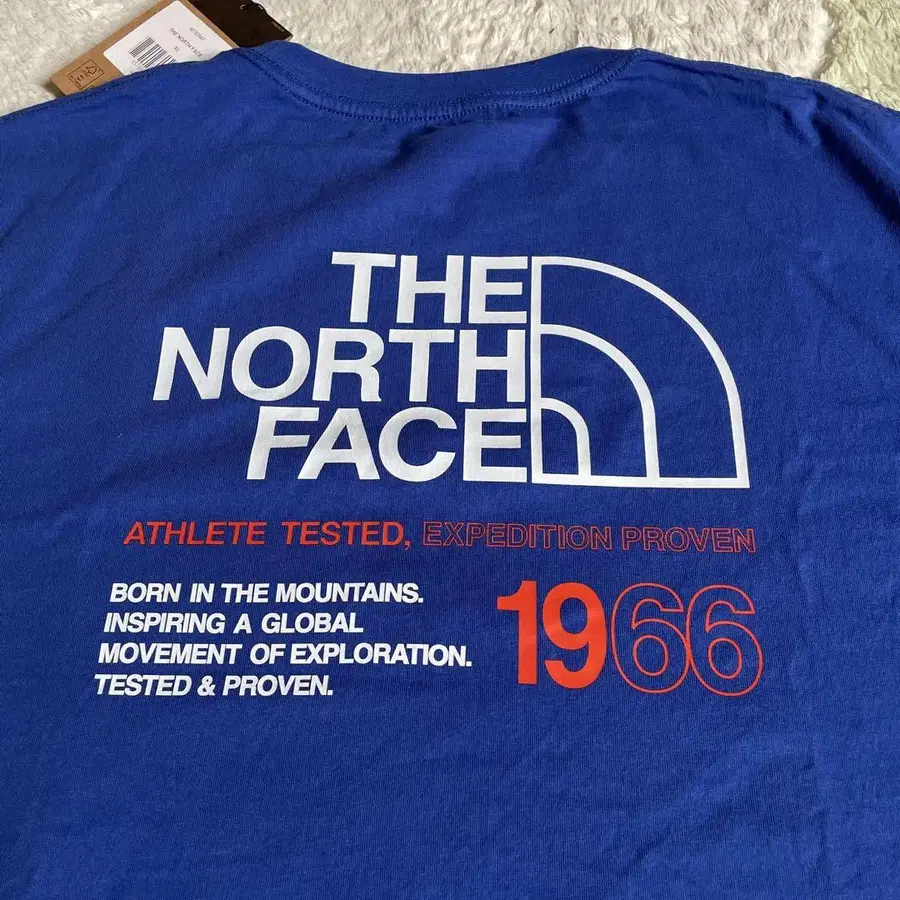 THE
NORTH
FACE
ATHLETE TESTED, EXPEDITION PROVEN
BORN IN THE MOUNTAINS.
INSPIRING A GLOBAL
MOVEMENT OF EXPLORATION.
TESTED & PROVEN.
1966